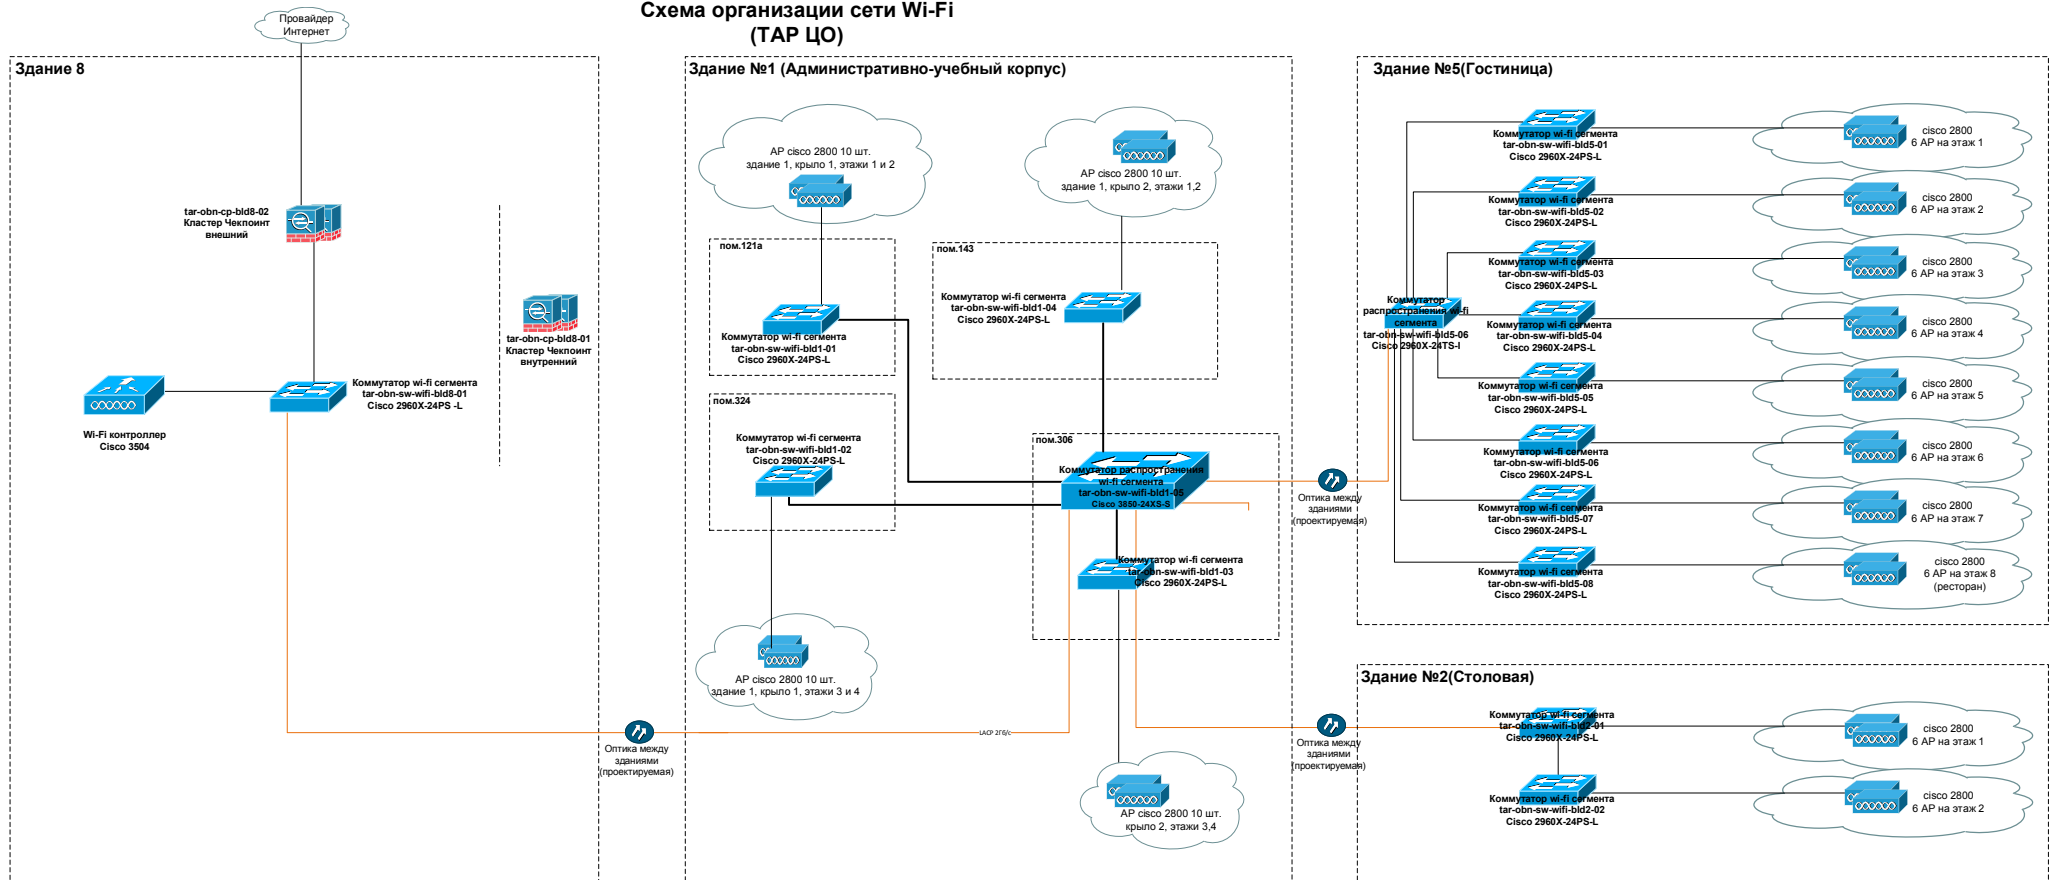 Схема организации сети Wi-Fi
(ТАР ЦО)
Провайдер
Интернет
Здание 8
tar-obn-cp-bld8-02
Кластер Чекпоинт
внешний
tar-obn-cp-bld8-01
Кластер Чекпоинт
внутренний
Коммутатор wi-fi сегмента
tar-obn-sw-wifi-bld8-01
Cisco 2960X-24PS -L
Wi-Fi контроллер
Cisco 3504
Оптика между
зданиями
(проектируемая)
Здание №1 (Административно-учебный корпус)
AP cisco 2800 10 шт.
здание 1, крыло 1, этажи 1 и 2
AP cisco 2800 10 шт.
здание 1, крыло 2, этажи 1,2
пом.121а
Коммутатор wi-fi сегмента
tar-obn-sw-wifi-bld1-01
Cisco 2960X-24PS-L
пом.143
Коммутатор wi-fi сегмента
tar-obn-sw-wifi-bld1-04
Cisco 2960X-24PS-L
пом.324
Коммутатор wi-fi сегмента
tar-obn-sw-wifi-bld1-02
Cisco 2960X-24PS-L
пом.306
Коммутатор распространения
wi-fi сегмента
tar-obn-sw-wifi-bld1-05
Cisco 3850-24XS-S
Коммутатор wi-fi сегмента
tar-obn-sw-wifi-bld1-03
Cisco 2960X-24PS-L
AP cisco 2800 10 шт.
здание 1, крыло 1, этажи 3 и 4
LACP 2Гб/с
AP cisco 2800 10 шт.
крыло 2, этажи 3,4
Оптика между
зданиями
(проектируемая)
Оптика между
зданиями
(проектируемая)
Здание №5(Гостиница)
Коммутатор
распространения wi-fi
сегмента
tar-obn-sw-wifi-bld5-06
Cisco 2960X-24TS-I
Коммутатор wi-fi сегмента
tar-obn-sw-wifi-bld5-01
Cisco 2960X-24PS-L
cisco 2800
6 AP на этаж 1
Коммутатор wi-fi сегмента
tar-obn-sw-wifi-bld5-02
Cisco 2960X-24PS-L
cisco 2800
6 AP на этаж 2
Коммутатор wi-fi сегмента
tar-obn-sw-wifi-bld5-03
Cisco 2960X-24PS-L
cisco 2800
6 AP на этаж 3
Коммутатор wi-fi сегмента
tar-obn-sw-wifi-bld5-04
Cisco 2960X-24PS-L
cisco 2800
6 AP на этаж 4
Коммутатор wi-fi сегмента
tar-obn-sw-wifi-bld5-05
Cisco 2960X-24PS-L
cisco 2800
6 AP на этаж 5
Коммутатор wi-fi сегмента
tar-obn-sw-wifi-bld5-06
Cisco 2960X-24PS-L
cisco 2800
6 AP на этаж 6
Коммутатор wi-fi сегмента
tar-obn-sw-wifi-bld5-07
Cisco 2960X-24PS-L
cisco 2800
6 AP на этаж 7
Коммутатор wi-fi сегмента
tar-obn-sw-wifi-bld5-08
Cisco 2960X-24PS-L
cisco 2800
6 AP на этаж 8
(ресторан)
Здание №2(Столовая)
Коммутатор wi-fi сегмента
tar-obn-sw-wifi-bld2-01
Cisco 2960X-24PS-L
cisco 2800
6 AP на этаж 1
Коммутатор wi-fi сегмента
tar-obn-sw-wifi-bld2-02
Cisco 2960X-24PS-L
cisco 2800
6 AP на этаж 2